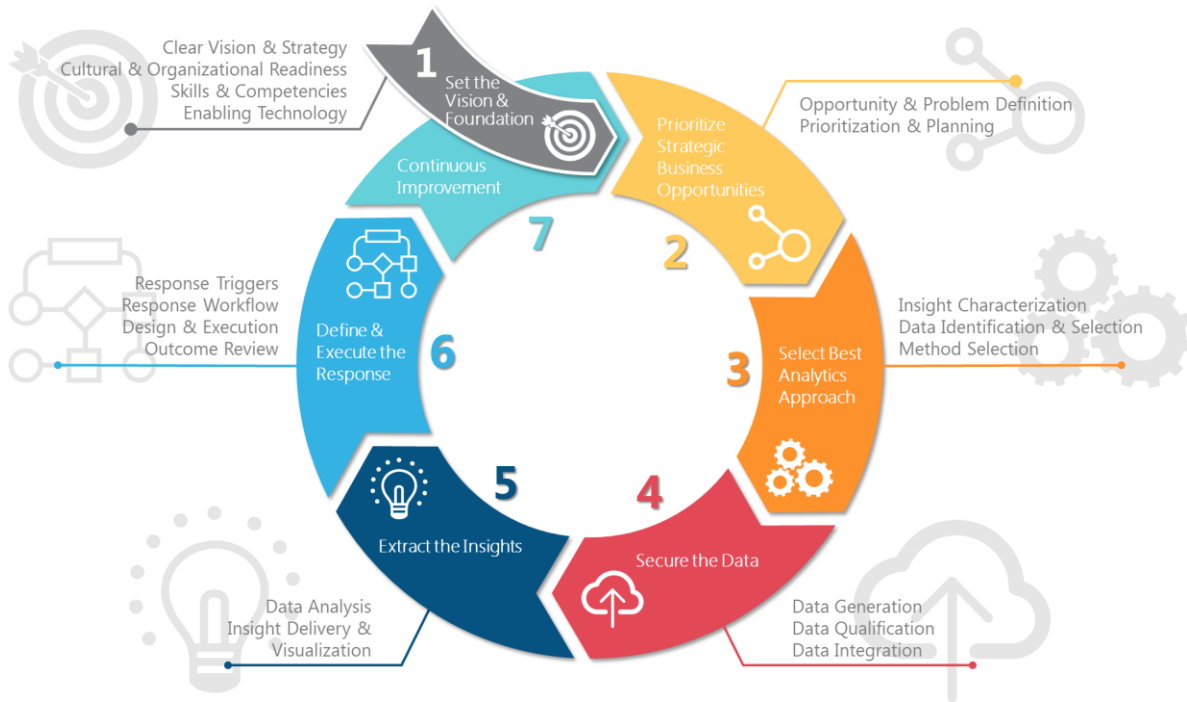 Clear Vision & Strategy
Cultural & Organizational Readiness
Skills & Competencies
Enabling Technology
1
Set the
Vision &
Foundation
Opportunity & Problem Definition
Prioritization & Planning
Prioritize
Strategic
Business
Opportunities
2
Insight Characterization
Data Identification & Selection
Method Selection
3
Select Best
Analytics
Approach
4
Secure the Data
Data Generation
Data Qualification
Data Integration
5
Extract the Insights
Data Analysis
Insight Delivery &
Visualization
Response Triggers
Response Workflow
Design & Execution
Outcome Review
Define &
Execute the
Response
6
Continuous
Improvement
7